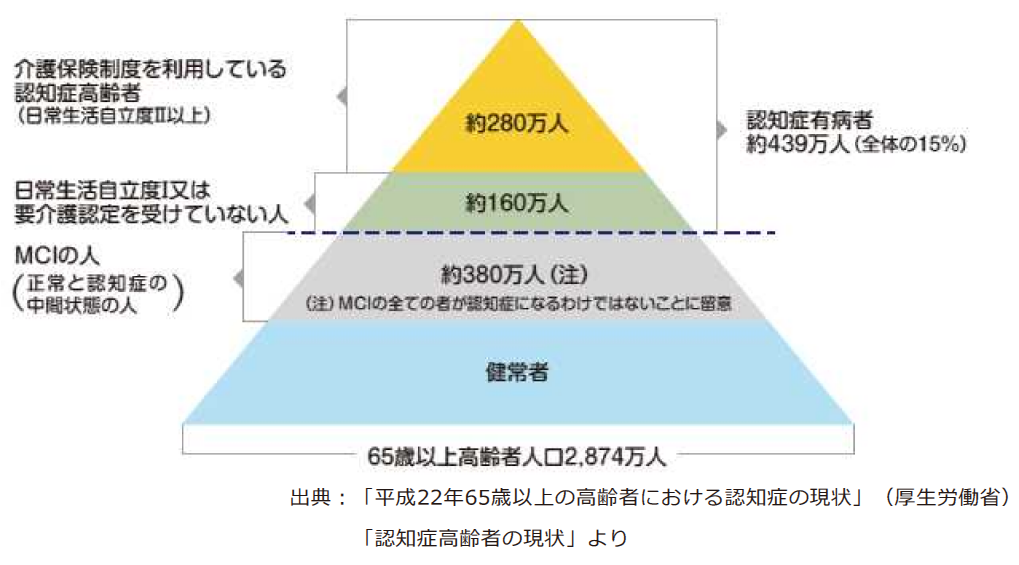 介護保険制度を利用している
認知症高齢者
（日常生活自立度Ⅱ以上）
約280万人
認知症有病者
約439万人（全体の15％）
日常生活自立度Ⅰ又は
要介護認定を受けていない人
約160万人
MCIの人
（正常と認知症の
中間状態の人）
約380万人（注）
（注）MCIの全ての者が認知症になるわけではないことに留意
健常者
65歳以上高齢者人口2,874万人
出典：「平成22年65歳以上の高齢者における認知症の現状」（厚生労働省）
「認知症高齢者の現状」より